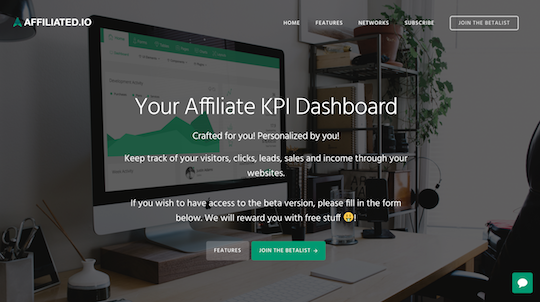 AFFILIATED.IO
HOME FEATURES NETWORKS SUBSCRIBE JOIN THE BETALIST
Your Affiliate KPI Dashboard
Crafted for you! Personalized by you!
Keep track of your visitors, clicks, leads, sales and income through your
websites.
If you wish to have access to the beta version, please fill in the form
below. We will reward you with free stuff 😀!
FEATURES JOIN THE BETALIST →